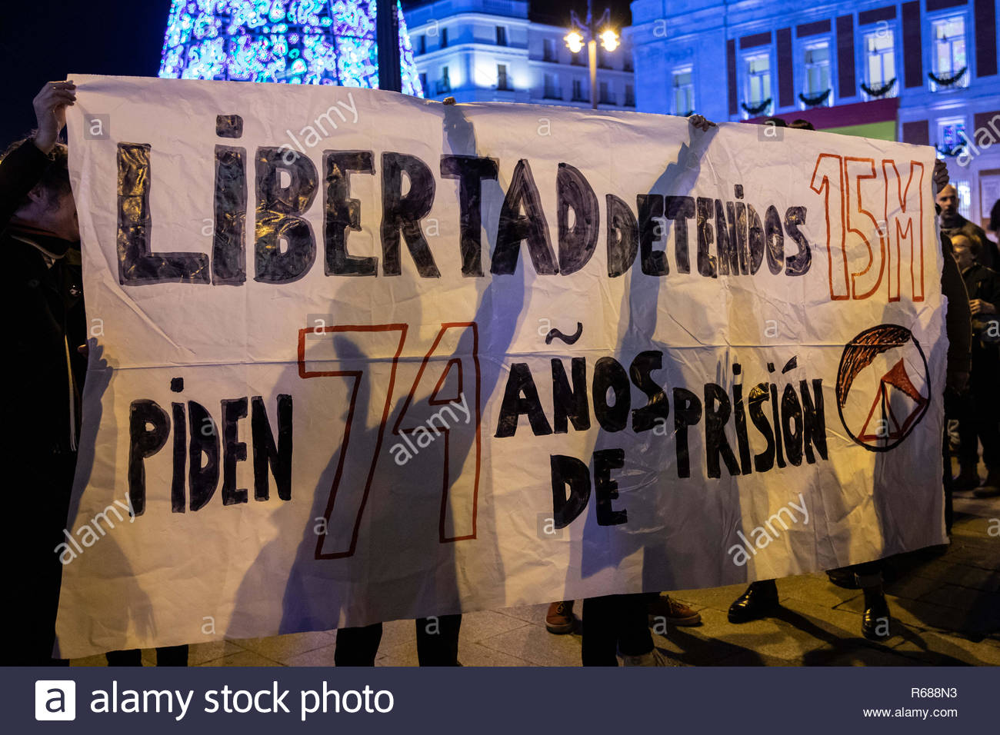 LiBERTAD DETENiDOS 15M
PiDEN 74 AÑOS DE PRiSiÓN
a alamy stock photo
R688N3
www.alamy.com